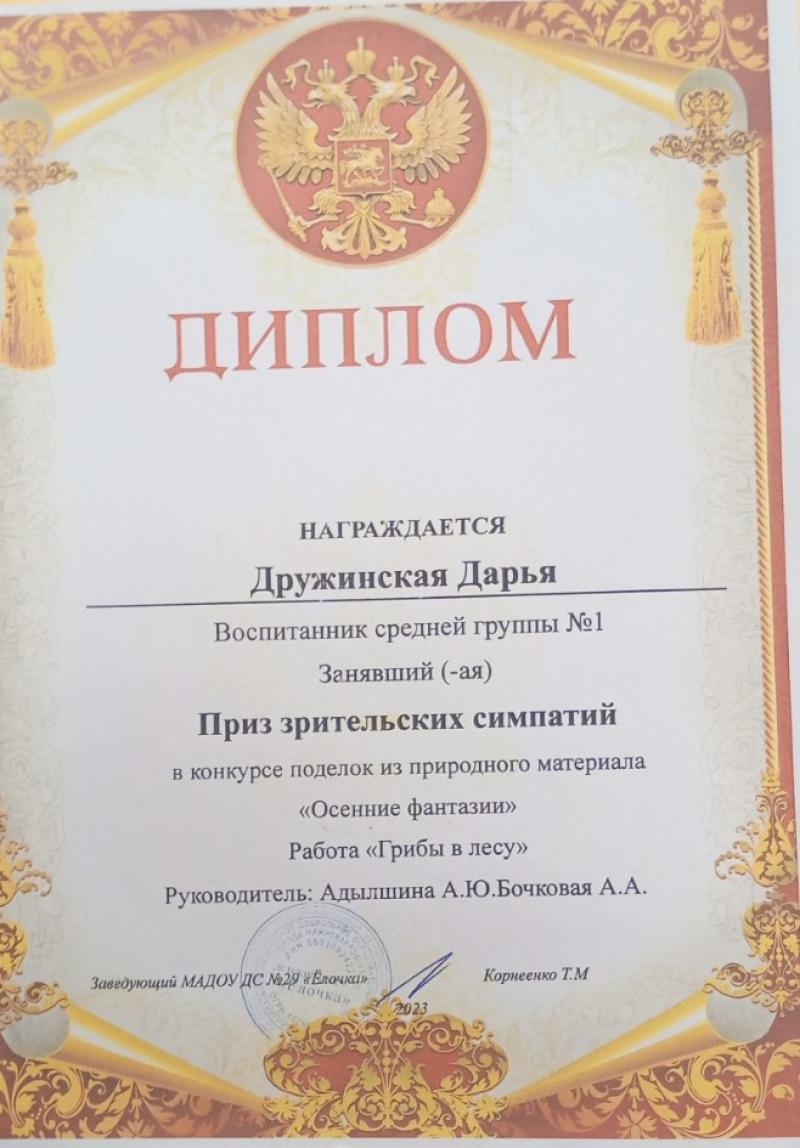 ДИПЛОМ
НАГРАЖДАЕТСЯ
Дружинская Дарья
Воспитанник средней группы №1
Занявший (-ая)
Приз зрительских симпатий
в конкурсе поделок из природного материала
«Осенние фантазии»
Работа «Грибы в лесу»
Руководитель: Адылшина А.Ю.Бочковая А.А.
Заведующий МАДОУ ДС №29 «Ёлочка» Корнеенко Т.М
2023